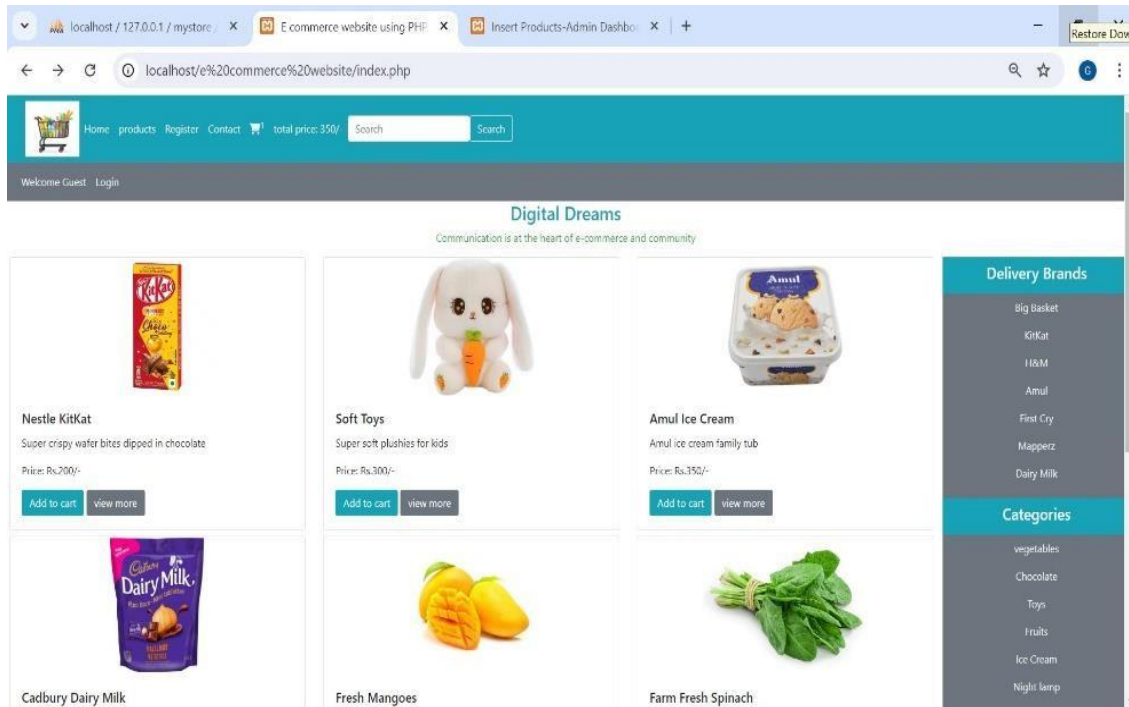 localhost / 127.0.0.1 / mystore / E commerce website using PHP Insert Products-Admin Dashbo
Restore Dow
localhost/e%20commerce%20website/index.php G
Home products Register Contact 1 total price: 350/- Search Search
Welcome Guest Login
Digital Dreams
Communication is at the heart of e-commerce and community
KitKat
Amul
Nestle KitKat
Super crispy wafer bites dipped in chocolate
Price: Rs.200/-
Add to cart view more
Soft Toys
Super soft plushies for kids
Price: Rs.300/-
Add to cart view more
Amul Ice Cream
Amul ice cream family tub
Price: Rs.350/-
Add to cart view more
Cadbury
Dairy Milk
Cadbury Dairy Milk
Fresh Mangoes
Farm Fresh Spinach
Delivery Brands
Big Basket
KitKat
H&M
Amul
First Cry
Mapperz
Dairy Milk
Categories
vegetables
Chocolate
Toys
Fruits
Ice Cream
Night lamp